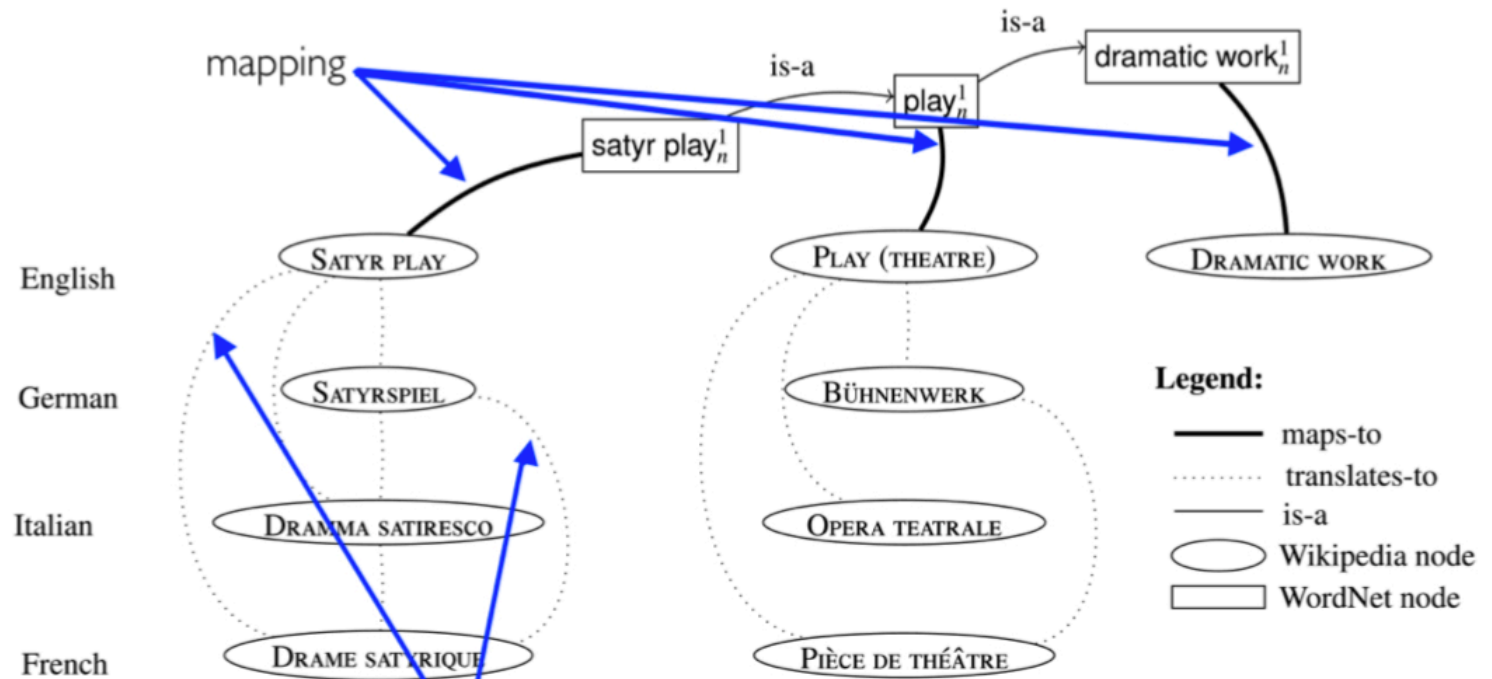 is-a
mapping
is-a
dramatic work¹ₙ
play¹ₙ
satyr play¹ₙ
English
SATYR PLAY
PLAY (THEATRE)
DRAMATIC WORK
German
SATYRSPIEL
BÜHNENWERK
Legend:
maps-to
translates-to
is-a
Italian
DRAMMA SATIRESCO
OPERA TEATRALE
Wikipedia node
WordNet node
French
DRAME SATYRIQUE
PIÈCE DE THÉÂTRE